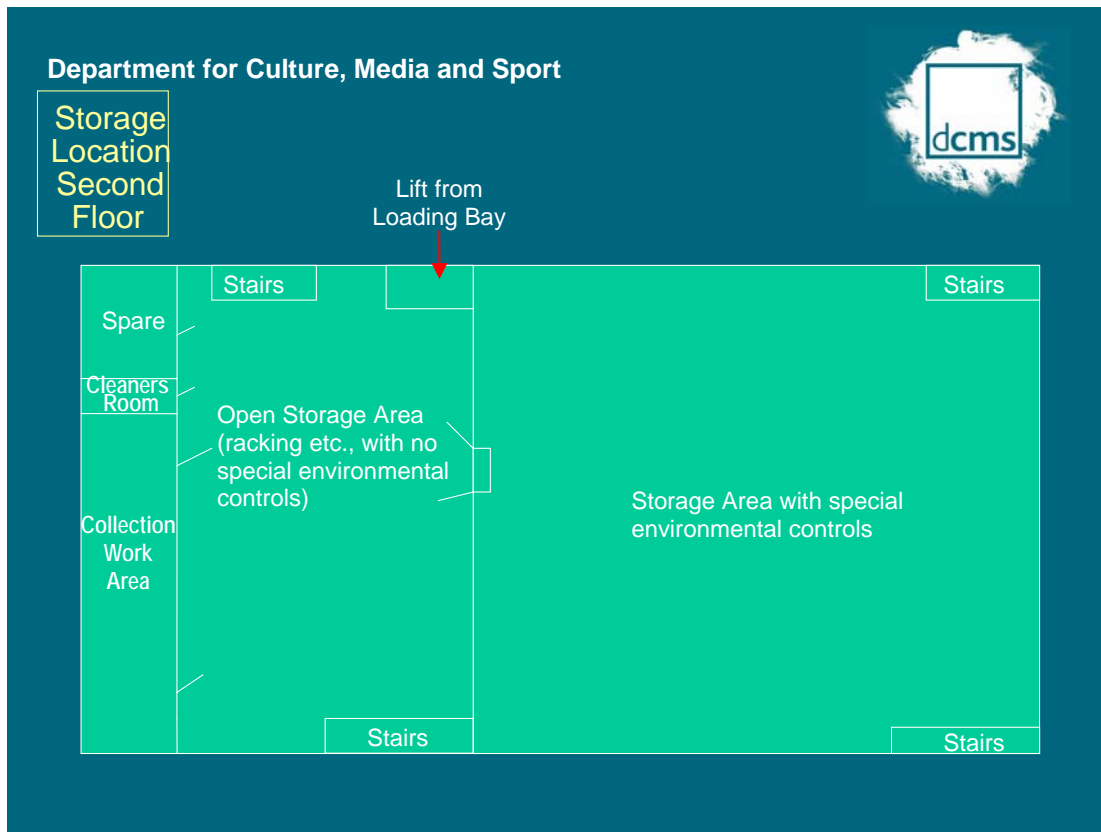 Department for Culture, Media and Sport
dcms
Storage
Location
Second
Floor
Lift from
Loading Bay
Stairs
Stairs
Spare
Cleaners
Room
Open Storage Area
(racking etc., with no
special environmental
controls)
Storage Area with special
environmental controls
Collection
Work
Area
Stairs
Stairs